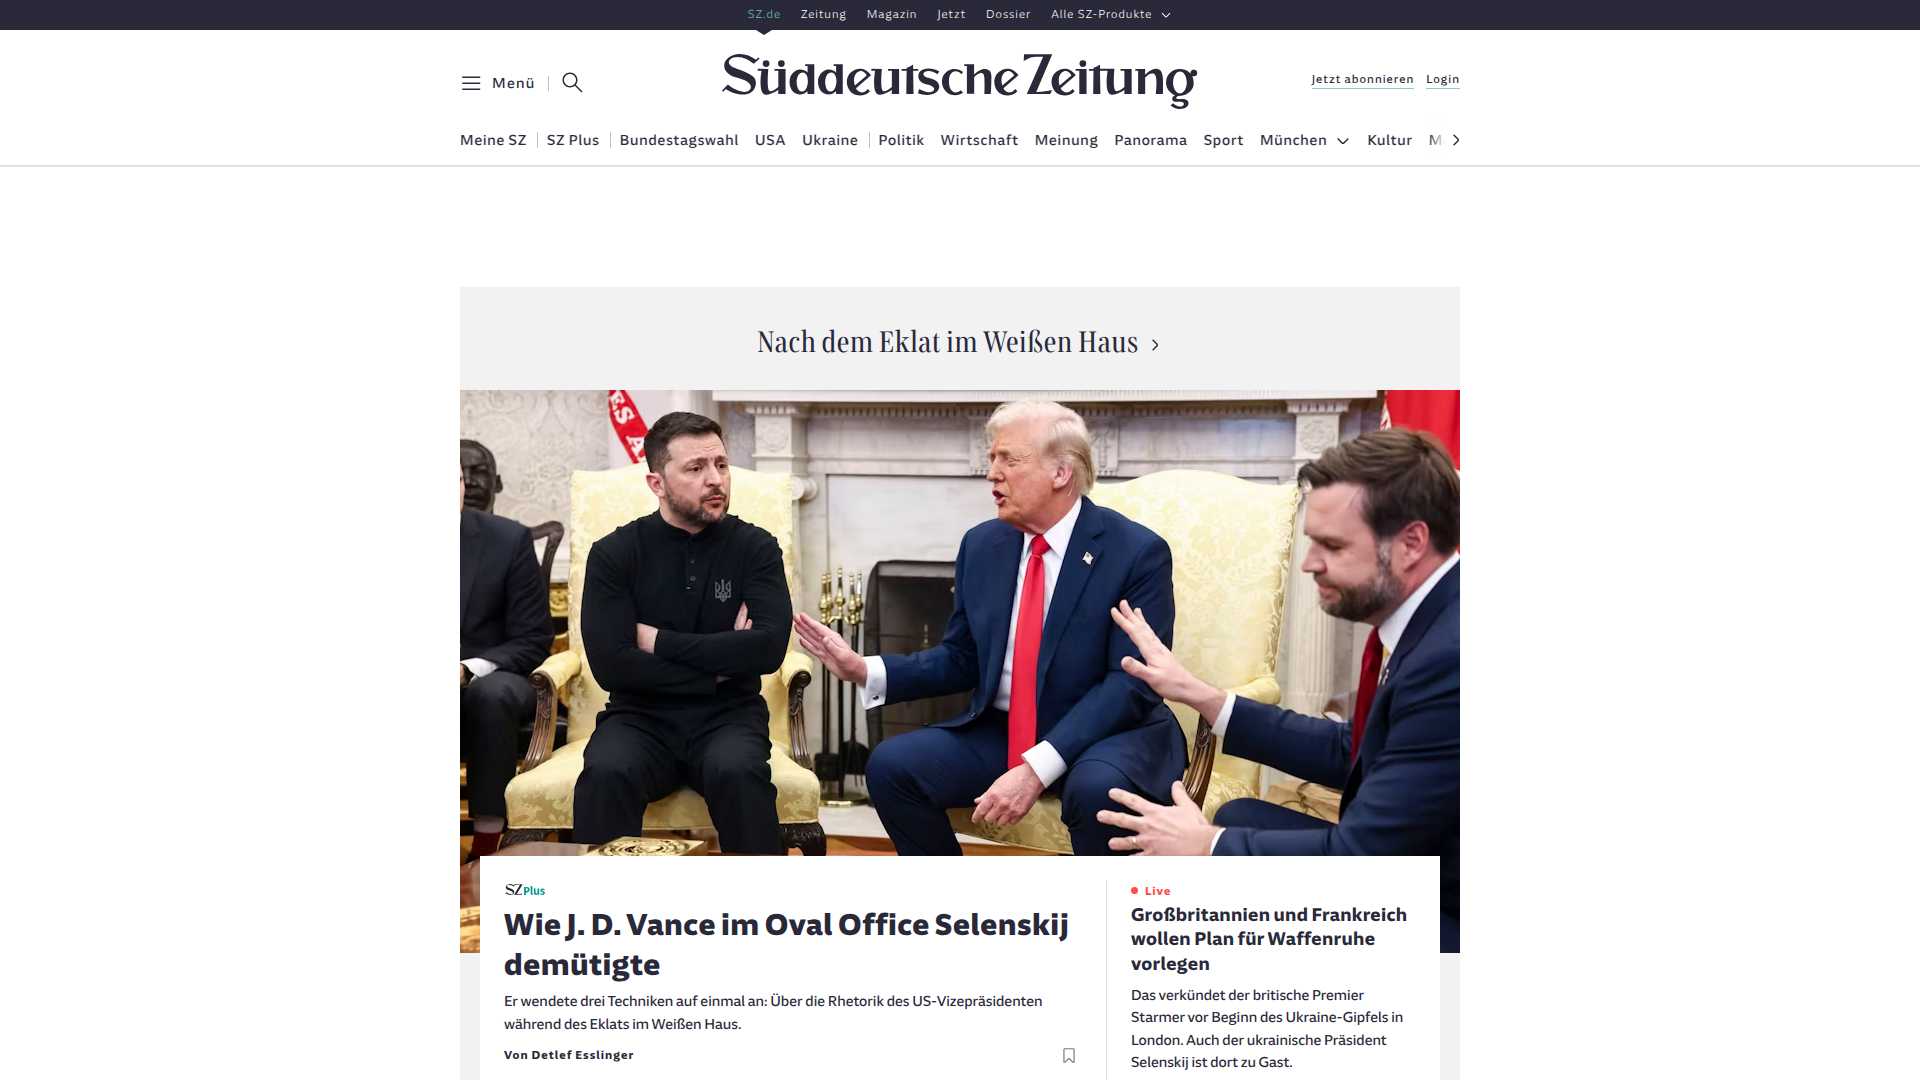 SZ.de Zeitung Magazin Jetzt Dossier Alle SZ-Produkte
Menü
Süddeutsche Zeitung
Jetzt abonnieren Login
Meine SZ SZ Plus Bundestagswahl USA Ukraine Politik Wirtschaft Meinung Panorama Sport München Kultur M
Nach dem Eklat im Weißen Haus
ES A
SZ Plus
Wie J. D. Vance im Oval Office Selenskij
demütigte
Er wendete drei Techniken auf einmal an: Über die Rhetorik des US-Vizepräsidenten
während des Eklats im Weißen Haus.
Von Detlef Esslinger
Live
Großbritannien und Frankreich
wollen Plan für Waffenruhe
vorlegen
Das verkündet der britische Premier
Starmer vor Beginn des Ukraine-Gipfels in
London. Auch der ukrainische Präsident
Selenskij ist dort zu Gast.